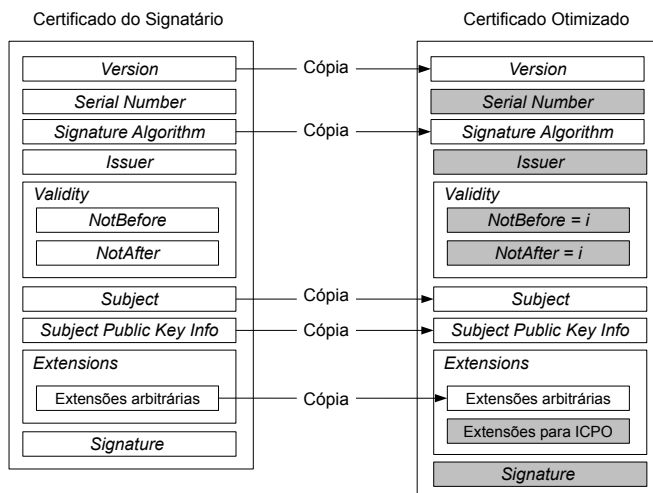 Certificado do Signatário
Version
Serial Number
Signature Algorithm
Issuer
Validity
NotBefore
NotAfter
Subject
Subject Public Key Info
Extensions
Extensões arbitrárias
Signature
Cópia
Cópia
Cópia
Cópia
Cópia
Certificado Otimizado
Version
Serial Number
Signature Algorithm
Issuer
Validity
NotBefore = i
NotAfter = i
Subject
Subject Public Key Info
Extensions
Extensões arbitrárias
Extensões para ICPO
Signature